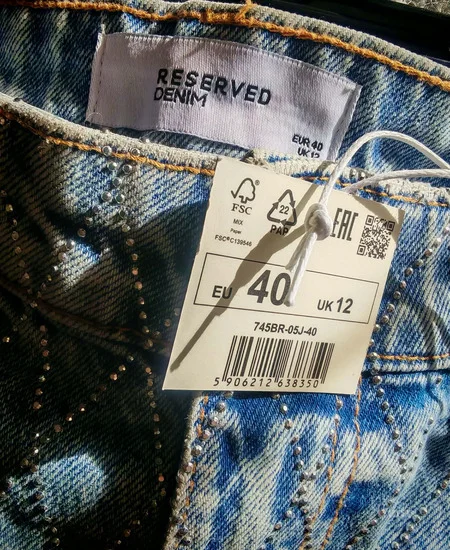 RESERVED
DENIM
EUR 40
UK 12
FSC
MIX
Paper
FSC®C139546
22
PAP
EAC
EU 40 UK 12
745BR-05J-40
5 906212 638350